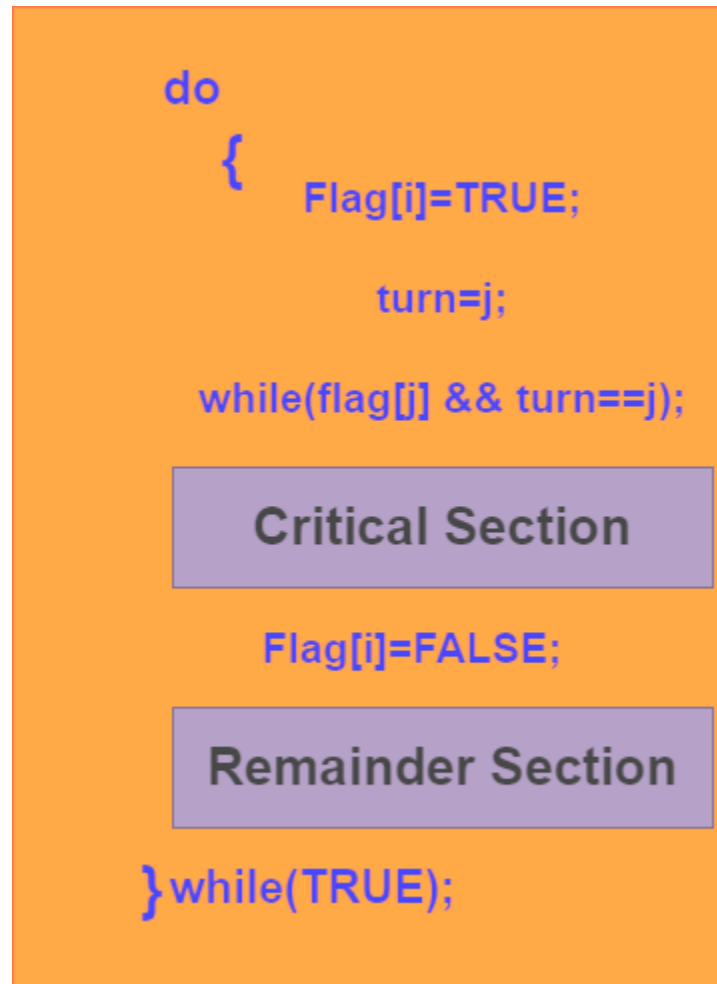 do
{
Flag[i]=TRUE;
turn=j;
while(flag[j] && turn==j);
Critical Section
Flag[i]=FALSE;
Remainder Section
}while(TRUE);